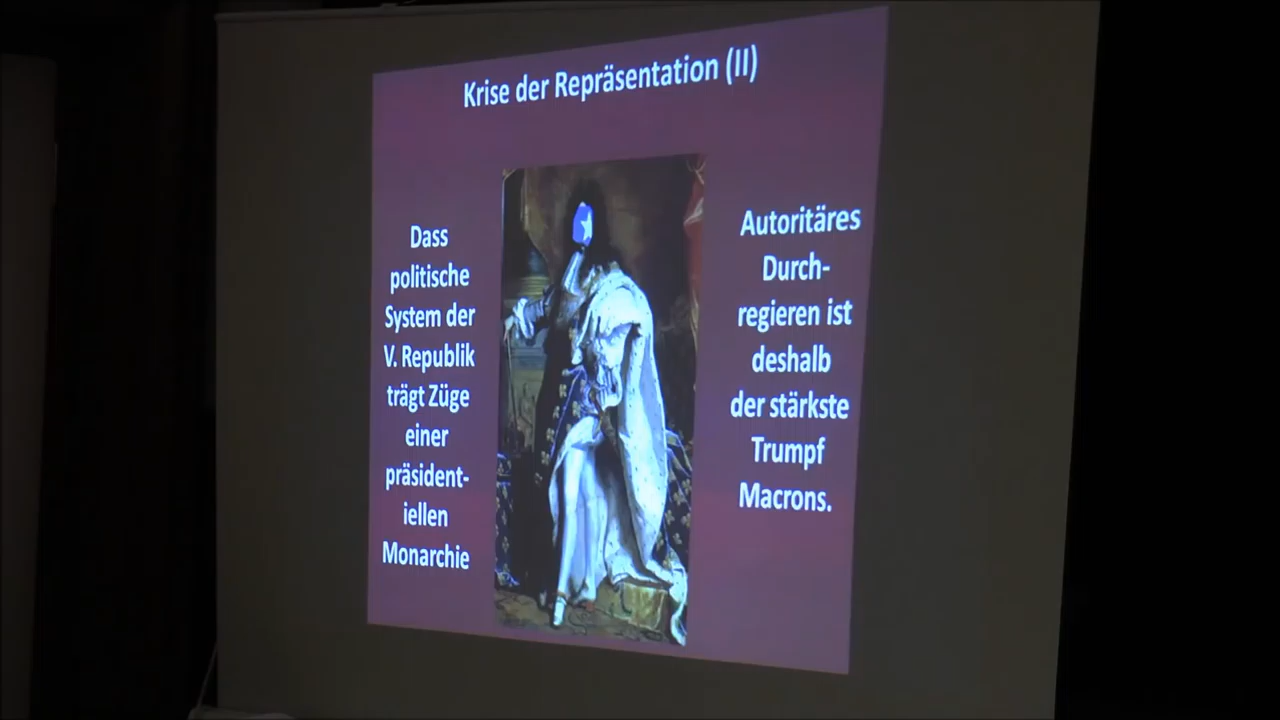 Krise der Repräsentation (II)
Dass
politische
System der
V. Republik
trägt Züge
einer
präsident-
iellen
Monarchie
Autoritäres
Durch-
regieren ist
deshalb
der stärkste
Trumpf
Macrons.